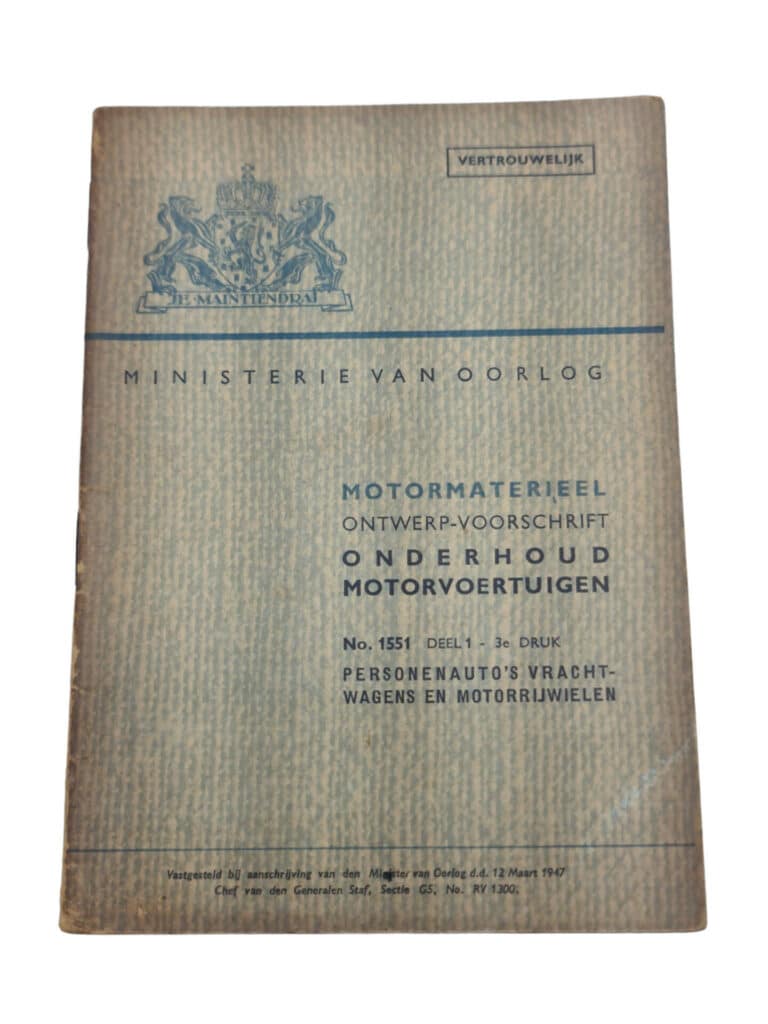 VERTROUWELIJK
JE·MAINTIENDRAI
MINISTERIE VAN OORLOG
MOTORMATERIEEL
ONTWERP-VOORSCHRIFT
ONDERHOUD
MOTORVOERTUIGEN
No. 1551 DEEL 1 - 3e DRUK
PERSONENAUTO'S VRACHT-
WAGENS EN MOTORRIJWIELEN
Vastgesteld bij aanschrijving van den Minister van Oorlog d.d. 12 Maart 1947
Chef van den Generalen Staf, Sectie G5, No. RV 1300.